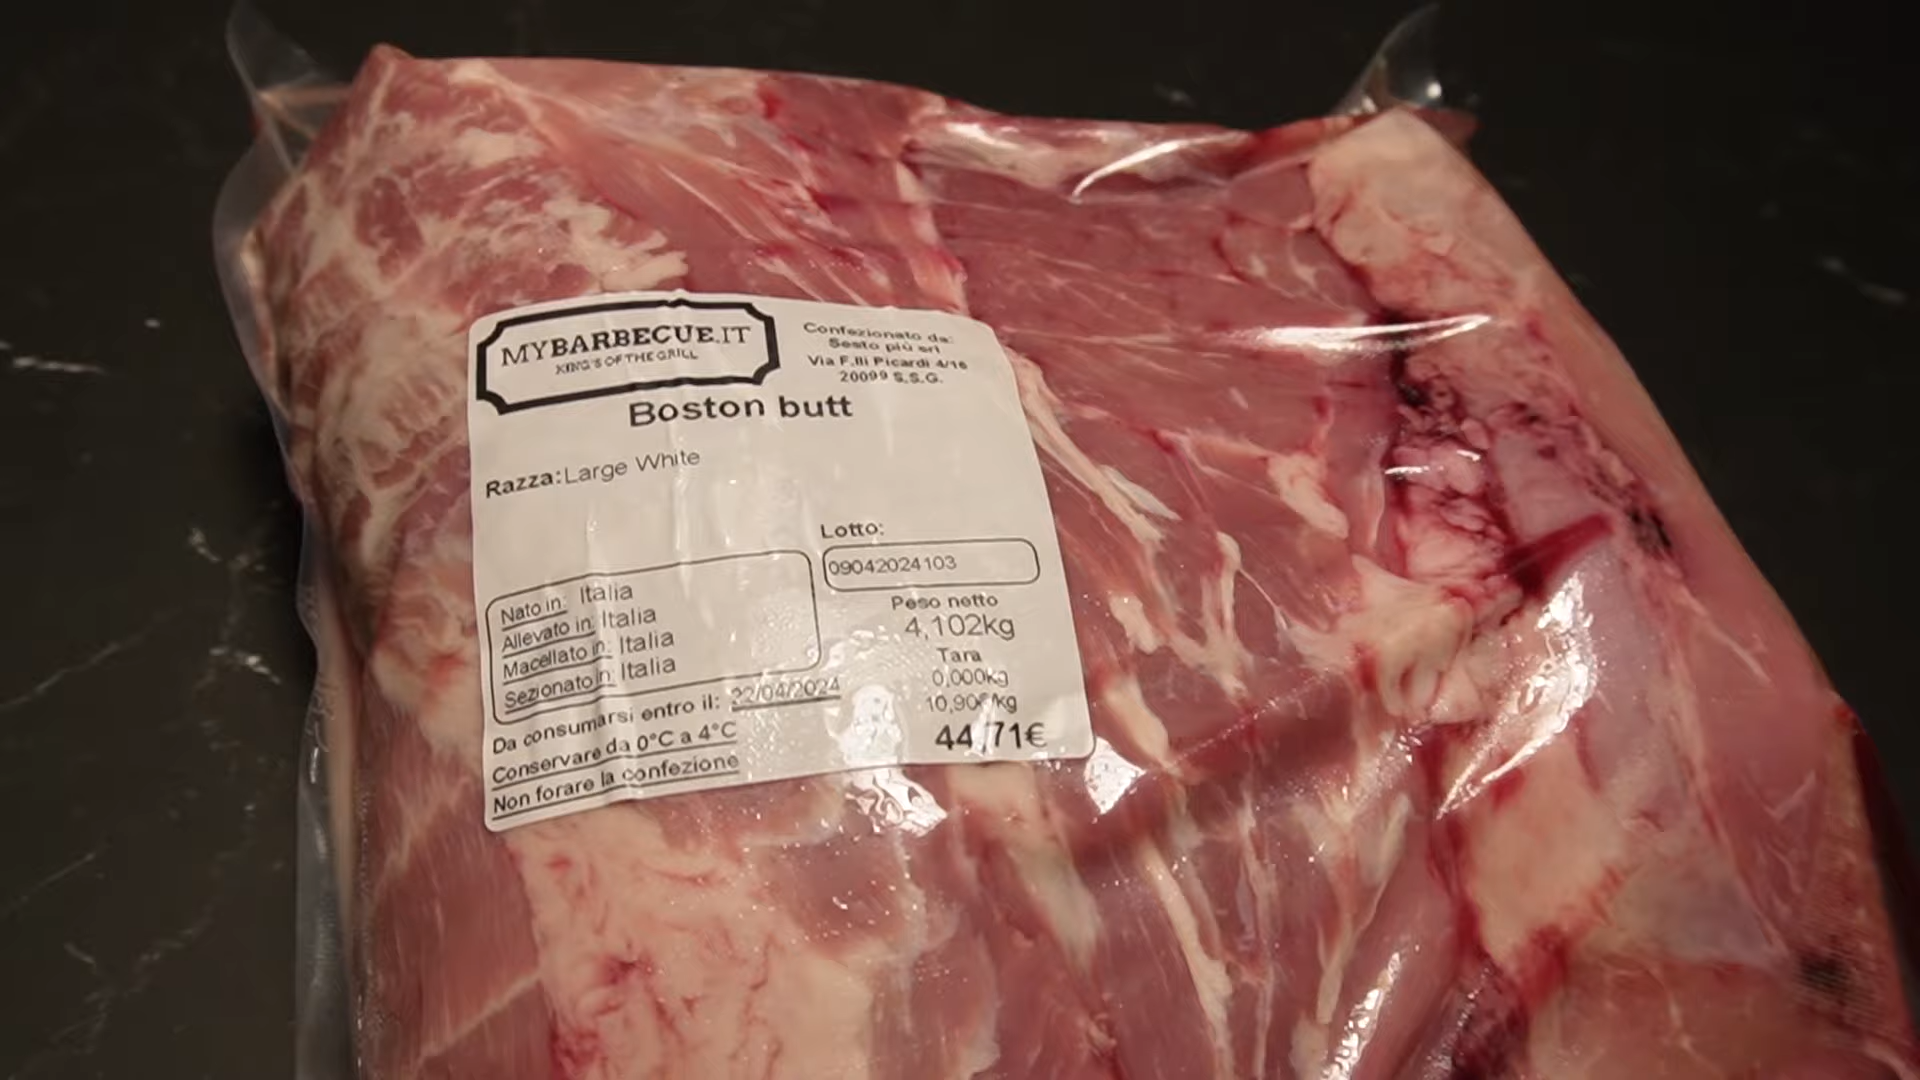 MYBARBECUE.IT
KING'S OF THE GRILL
Confezionato da:
Sesto più srl
Via F.lli Picardi 4/16
20099 S.S.G.
Boston butt
Razza: Large White
Lotto:
09042024103
Nato in: Italia
Allevato in: Italia
Macellato in: Italia
Sezionato in: Italia
Peso netto
4,102kg
Tara
0,000kg
10,90€/kg
44,71€
Da consumarsi entro il: 22/04/2024
Conservare da 0°C a 4°C
Non forare la confezione